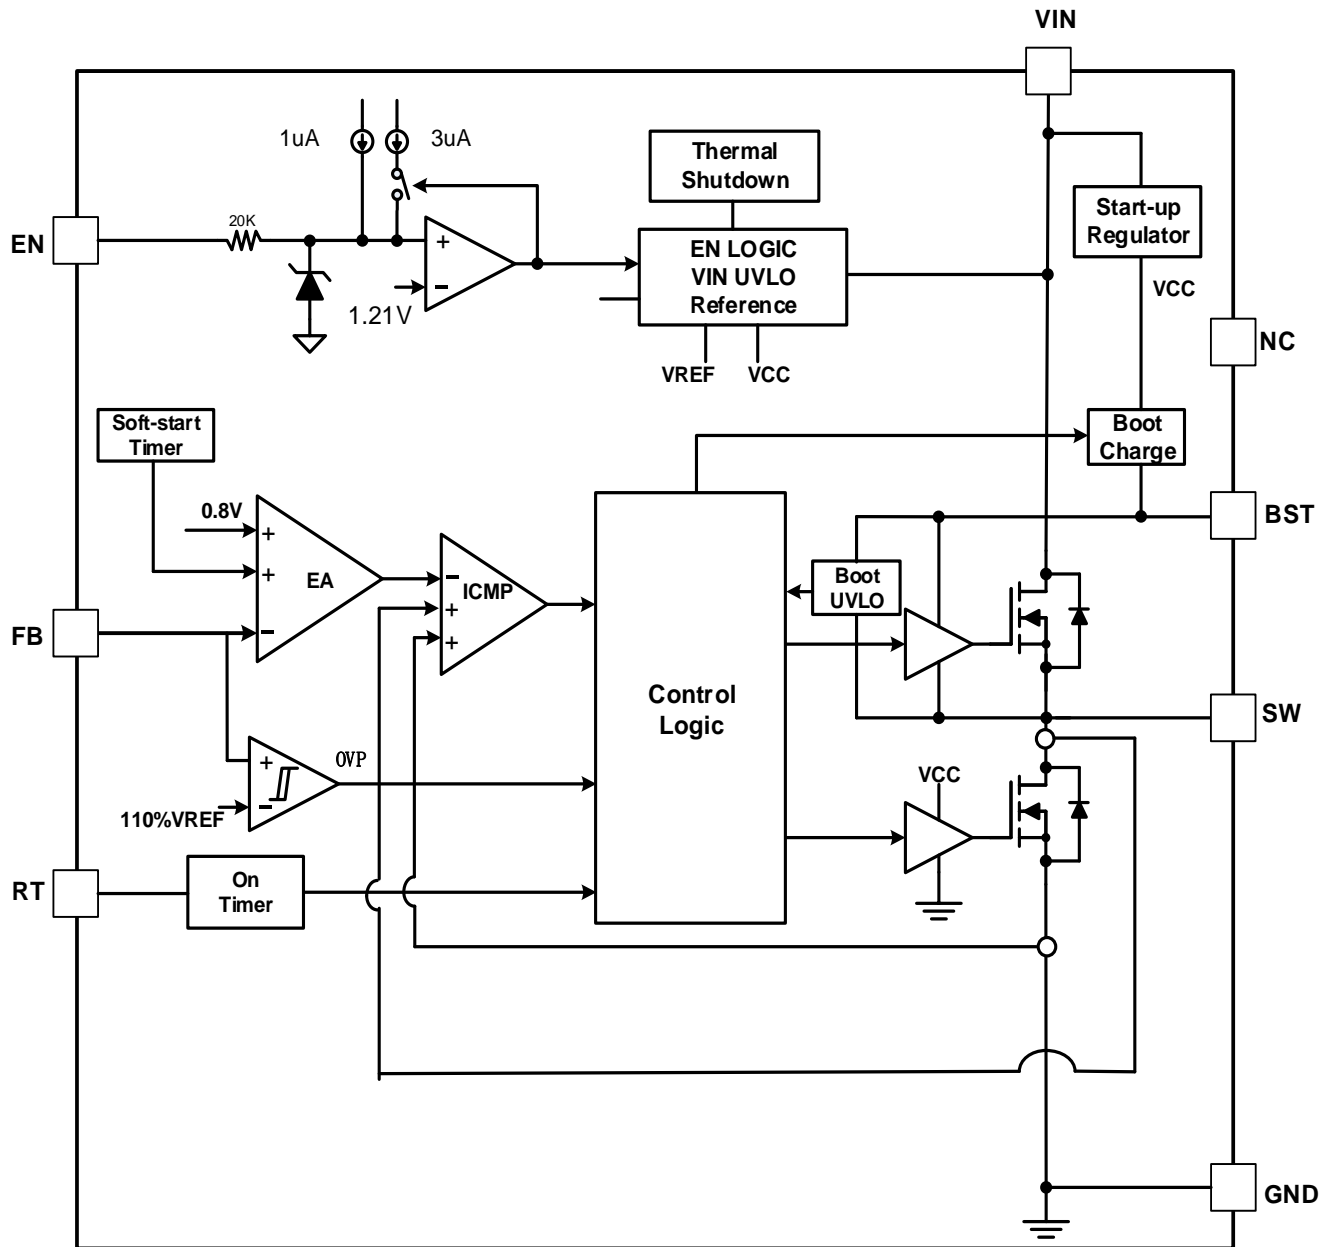 VIN
1uA
3uA
Thermal
Shutdown
Start-up
Regulator
EN
20K
+
-
1.21V
EN LOGIC
VIN UVLO
Reference
VCC
VREF
VCC
NC
Soft-start
Timer
Boot
Charge
0.8V
+
+
-
EA
-
+
+
ICMP
BST
Boot
UVLO
FB
Control
Logic
SW
+
-
OVP
110%VREF
VCC
RT
On
Timer
GND